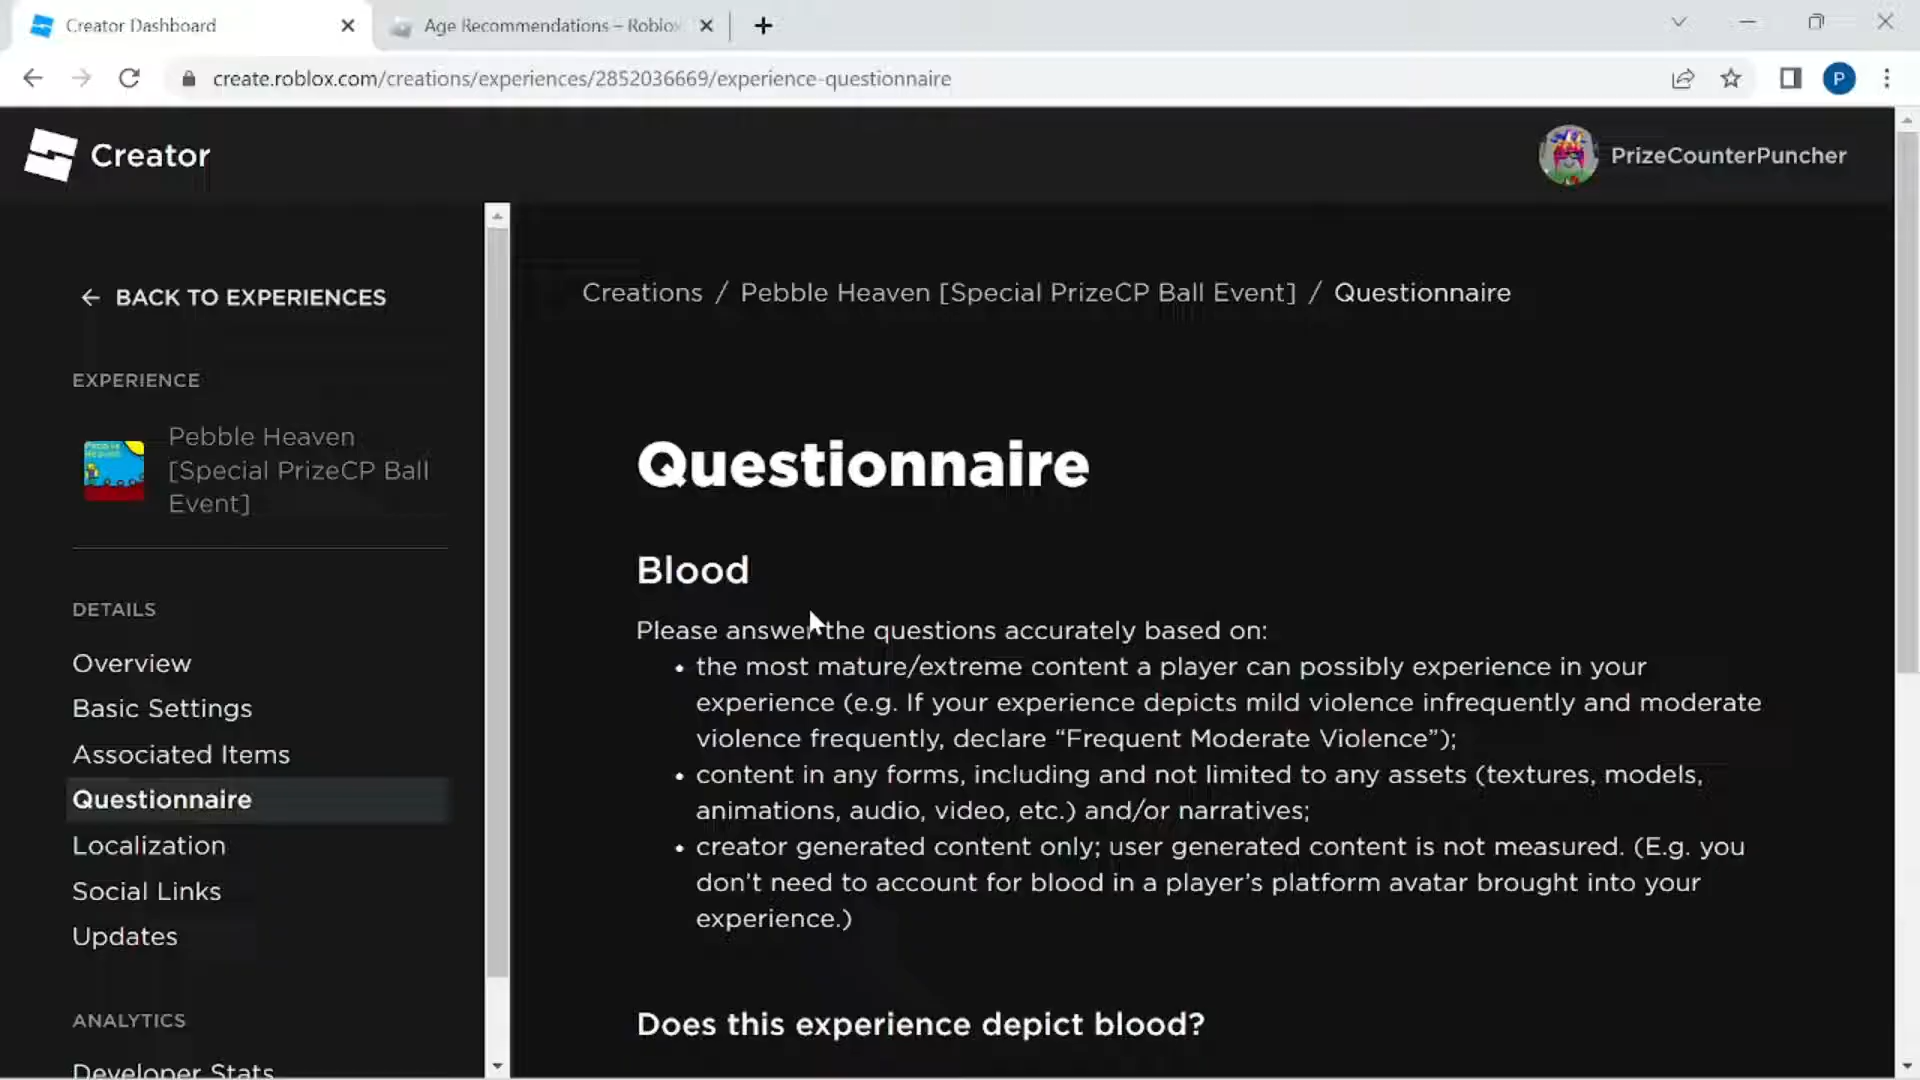 Creator Dashboard
Age Recommendations – Roblox
create.roblox.com/creations/experiences/2852036669/experience-questionnaire
P
Creator
PrizeCounterPuncher
BACK TO EXPERIENCES
EXPERIENCE
Pebble Heaven
[Special PrizeCP Ball
Event]
DETAILS
Overview
Basic Settings
Associated Items
Questionnaire
Localization
Social Links
Updates
ANALYTICS
Developer Stats
Creations / Pebble Heaven [Special PrizeCP Ball Event] / Questionnaire
Questionnaire
Blood
Please answer the questions accurately based on:
• the most mature/extreme content a player can possibly experience in your
experience (e.g. If your experience depicts mild violence infrequently and moderate
violence frequently, declare “Frequent Moderate Violence”);
• content in any forms, including and not limited to any assets (textures, models,
animations, audio, video, etc.) and/or narratives;
• creator generated content only; user generated content is not measured. (E.g. you
don’t need to account for blood in a player’s platform avatar brought into your
experience.)
Does this experience depict blood?